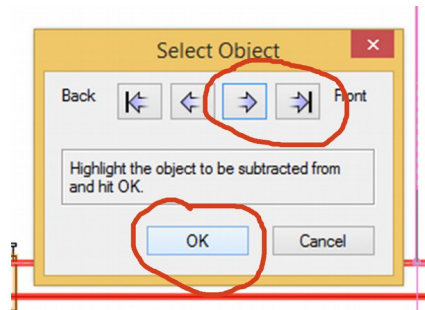 Select Object
Back Front
Highlight the object to be subtracted from
and hit OK.
OK Cancel